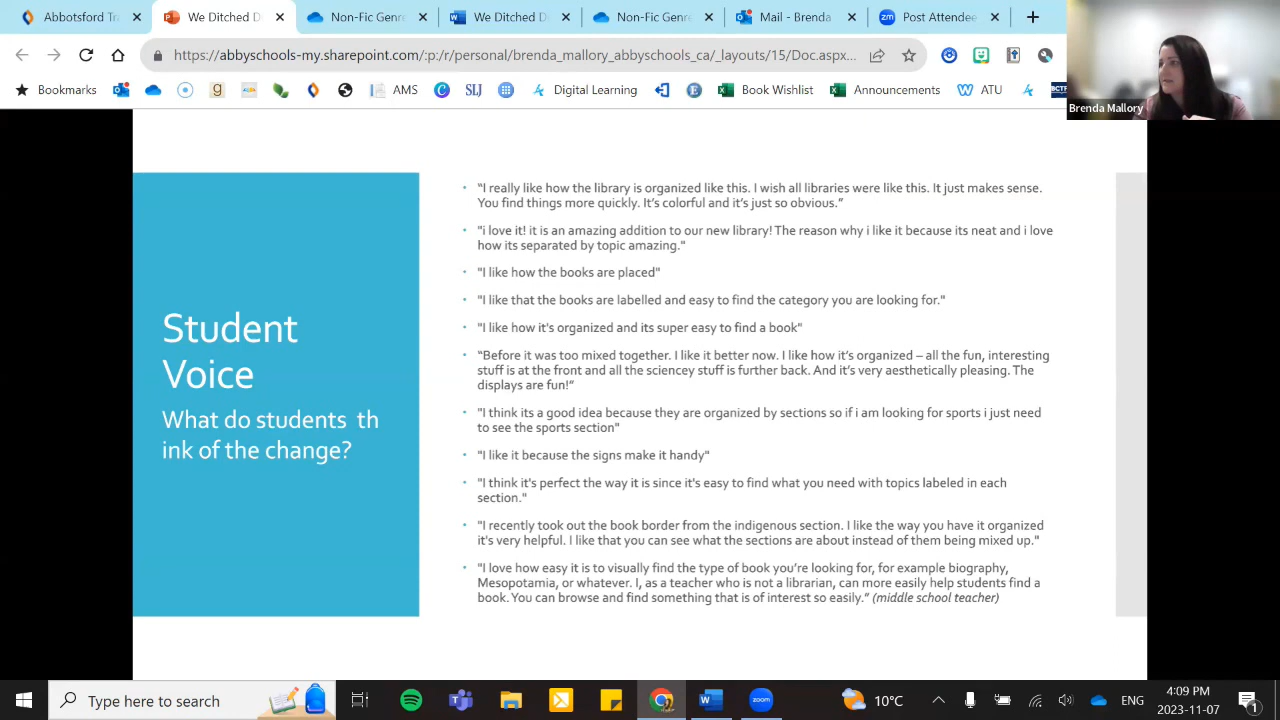 Abbotsford
We Ditched D
Non-Fic Genre
We Ditched D
Non-Fic Genre
Mail - Brenda
Post Attendee
https://abbyschools-my.sharepoint.com/:p:/r/personal/brenda_mallory_abbyschools_ca/_layouts/15/Doc.aspx...
Bookmarks
AMS
SLJ
Digital Learning
Book Wishlist
Announcements
ATU
BCTF
Brenda Mallory
Student
Voice
What do students th
ink of the change?
• “I really like how the library is organized like this. I wish all libraries were like this. It just makes sense.
You find things more quickly. It’s colorful and it’s just so obvious.”
• "i love it! it is an amazing addition to our new library! The reason why i like it because its neat and i love
how its separated by topic amazing."
• "I like how the books are placed"
• "I like that the books are labelled and easy to find the category you are looking for."
• "I like how it's organized and its super easy to find a book"
• “Before it was too mixed together. I like it better now. I like how it’s organized – all the fun, interesting
stuff is at the front and all the sciencey stuff is further back. And it’s very aesthetically pleasing. The
displays are fun!”
• "I think its a good idea because they are organized by sections so if i am looking for sports i just need
to see the sports section"
• "I like it because the signs make it handy"
• "I think it's perfect the way it is since it's easy to find what you need with topics labeled in each
section."
• "I recently took out the book border from the indigenous section. I like the way you have it organized
it's very helpful. I like that you can see what the sections are about instead of them being mixed up."
• "I love how easy it is to visually find the type of book you’re looking for, for example biography,
Mesopotamia, or whatever. I, as a teacher who is not a librarian, can more easily help students find a
book. You can browse and find something that is of interest so easily.” (middle school teacher)
Type here to search
zoom
10°C
ENG
4:09 PM
2023-11-07
1